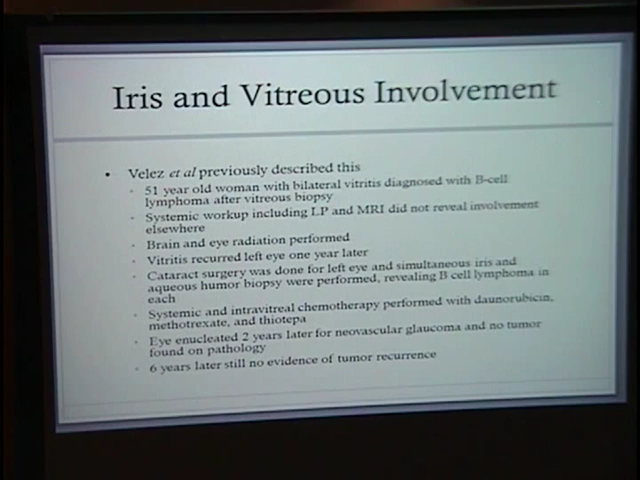 Iris and Vitreous Involvement
• Velez et al previously described this
• 51 year old woman with bilateral vitritis diagnosed with B-cell
lymphoma after vitreous biopsy
• Systemic workup including LP and MRI did not reveal involvement
elsewhere
• Brain and eye radiation performed
• Vitritis recurred left eye one year later
• Cataract surgery was done for left eye and simultaneous iris and
aqueous humor biopsy were performed, revealing B cell lymphoma in
each
• Systemic and intravitreal chemotherapy performed with daunorubicin,
methotrexate, and thiotepa
• Eye enucleated 2 years later for neovascular glaucoma and no tumor
found on pathology
• 6 years later still no evidence of tumor recurrence